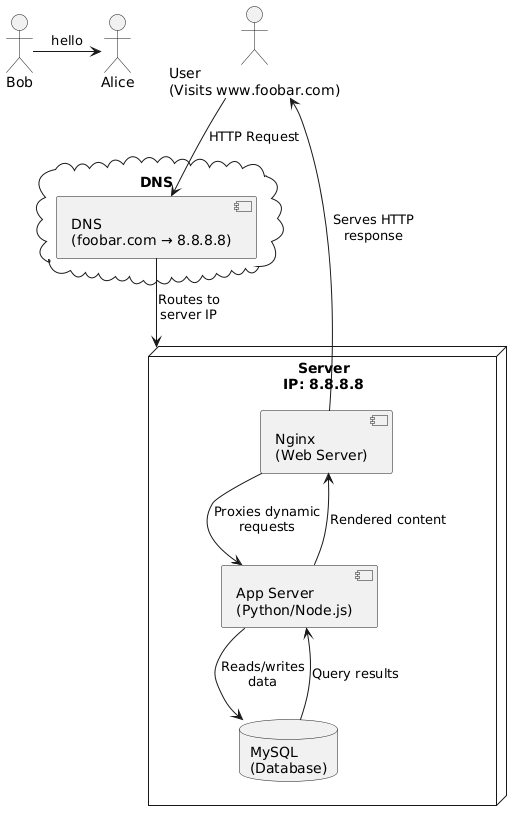 hello
Bob
Alice
User
(Visits www.foobar.com)
HTTP Request
DNS
DNS
(foobar.com → 8.8.8.8)
Serves HTTP
response
Routes to
server IP
Server
IP: 8.8.8.8
Nginx
(Web Server)
Proxies dynamic
requests
Rendered content
App Server
(Python/Node.js)
Reads/writes
data
Query results
MySQL
(Database)